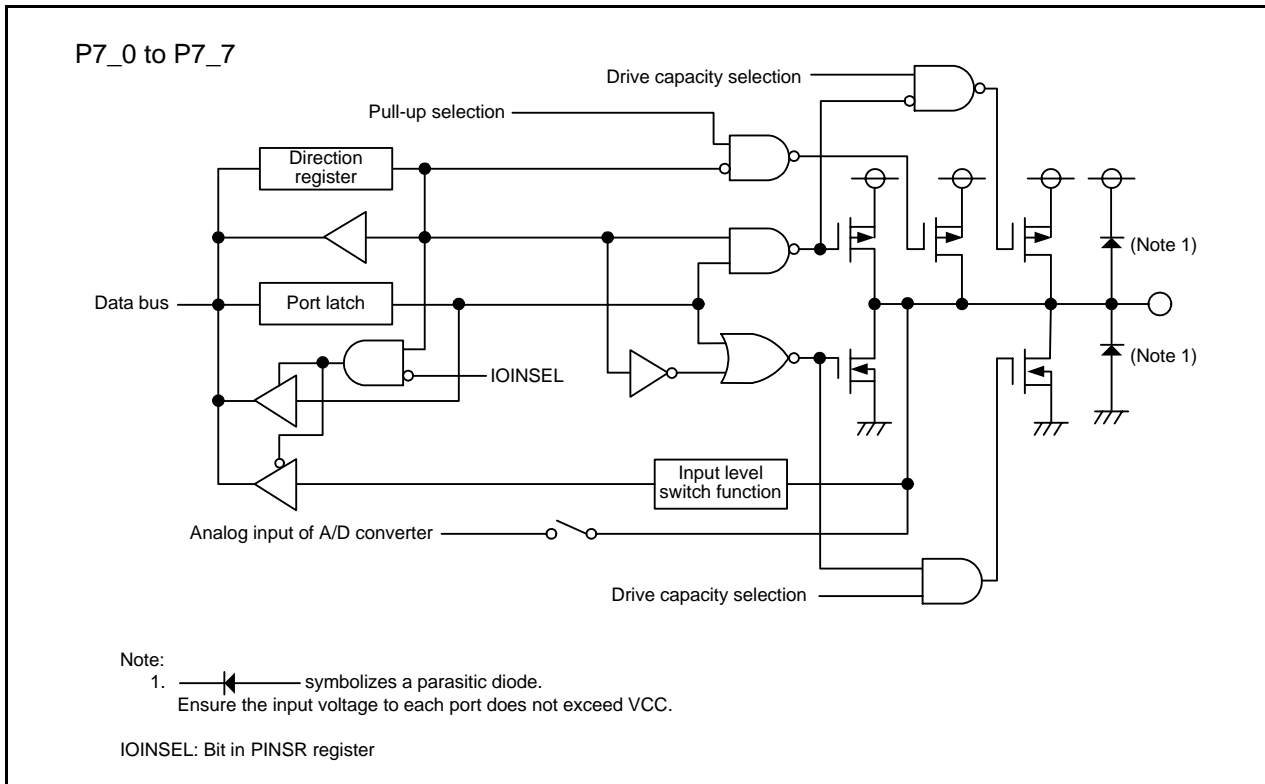 P7_0 to P7_7
Drive capacity selection
Pull-up selection
Direction
register
(Note 1)
Data bus
Port latch
(Note 1)
IOINSEL
Input level
switch function
Analog input of A/D converter
Drive capacity selection
Note:
1. symbolizes a parasitic diode.
Ensure the input voltage to each port does not exceed VCC.
IOINSEL: Bit in PINSR register